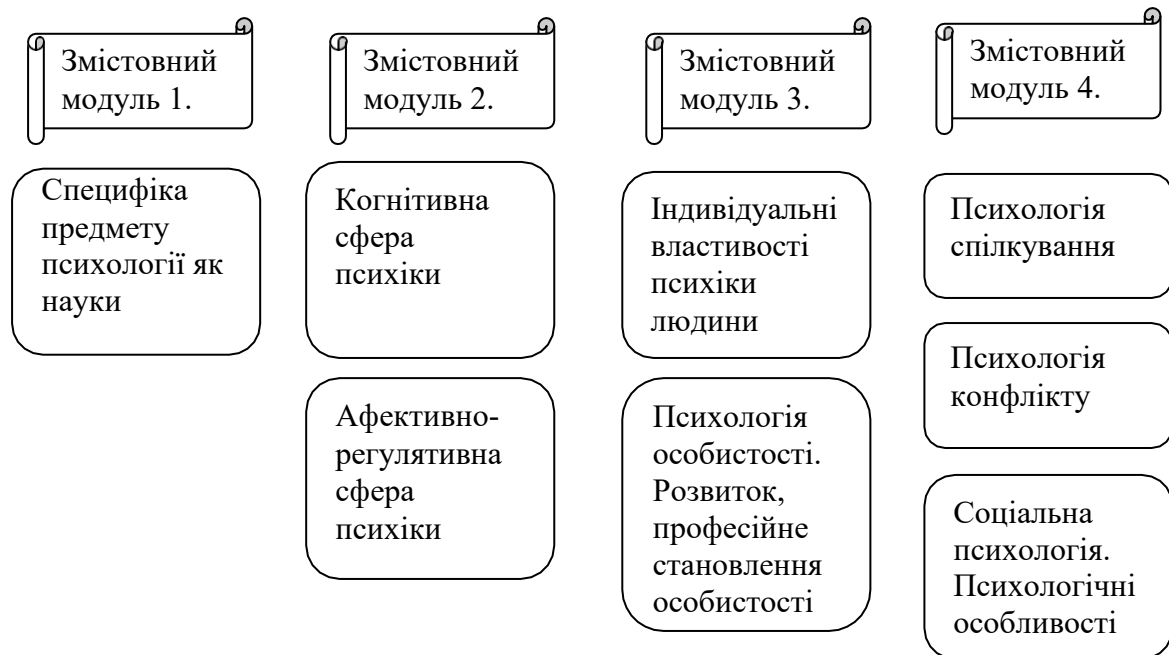 Змістовний
модуль 1.
Специфіка
предмету
психології як
науки
Змістовний
модуль 2.
Когнітивна
сфера
психіки
Афективно-
регулятивна
сфера
психіки
Змістовний
модуль 3.
Індивідуальні
властивості
психіки
людини
Психологія
особистості.
Розвиток,
професійне
становлення
особистості
Змістовний
модуль 4.
Психологія
спілкування
Психологія
конфлікту
Соціальна
психологія.
Психологічні
особливості